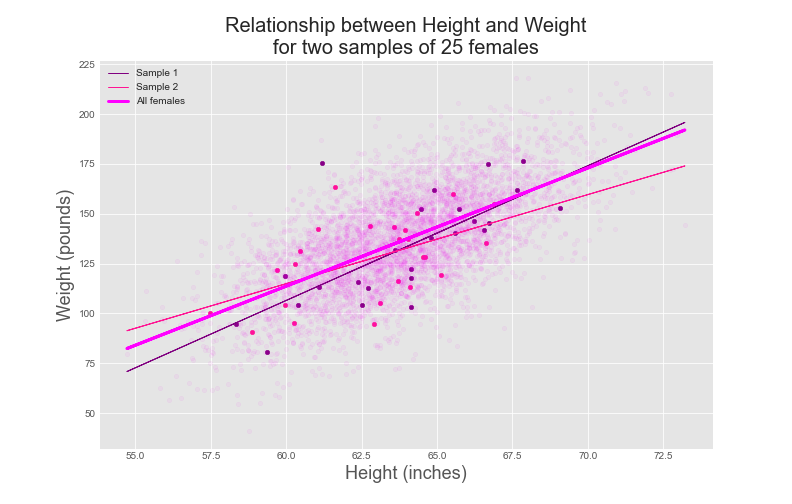 Relationship between Height and Weight
for two samples of 25 females
Sample 1
Sample 2
All females
225
200
175
150
125
100
75
50
Weight (pounds)
55.0 57.5 60.0 62.5 65.0 67.5 70.0 72.5
Height (inches)